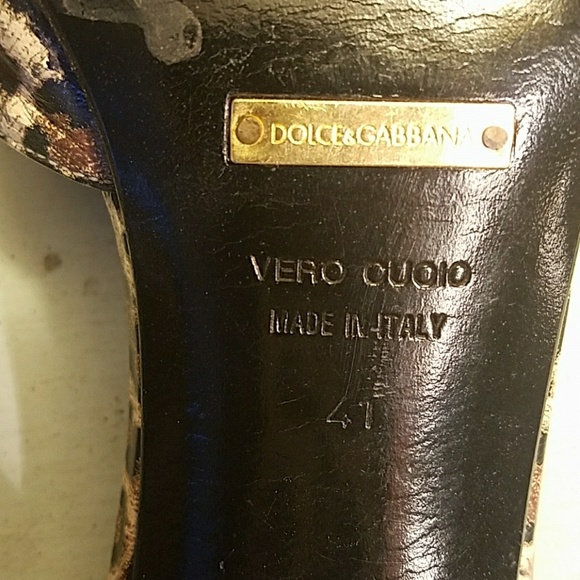 DOLCE&GABBANA
VERO CUOIO
MADE IN ITALY
41